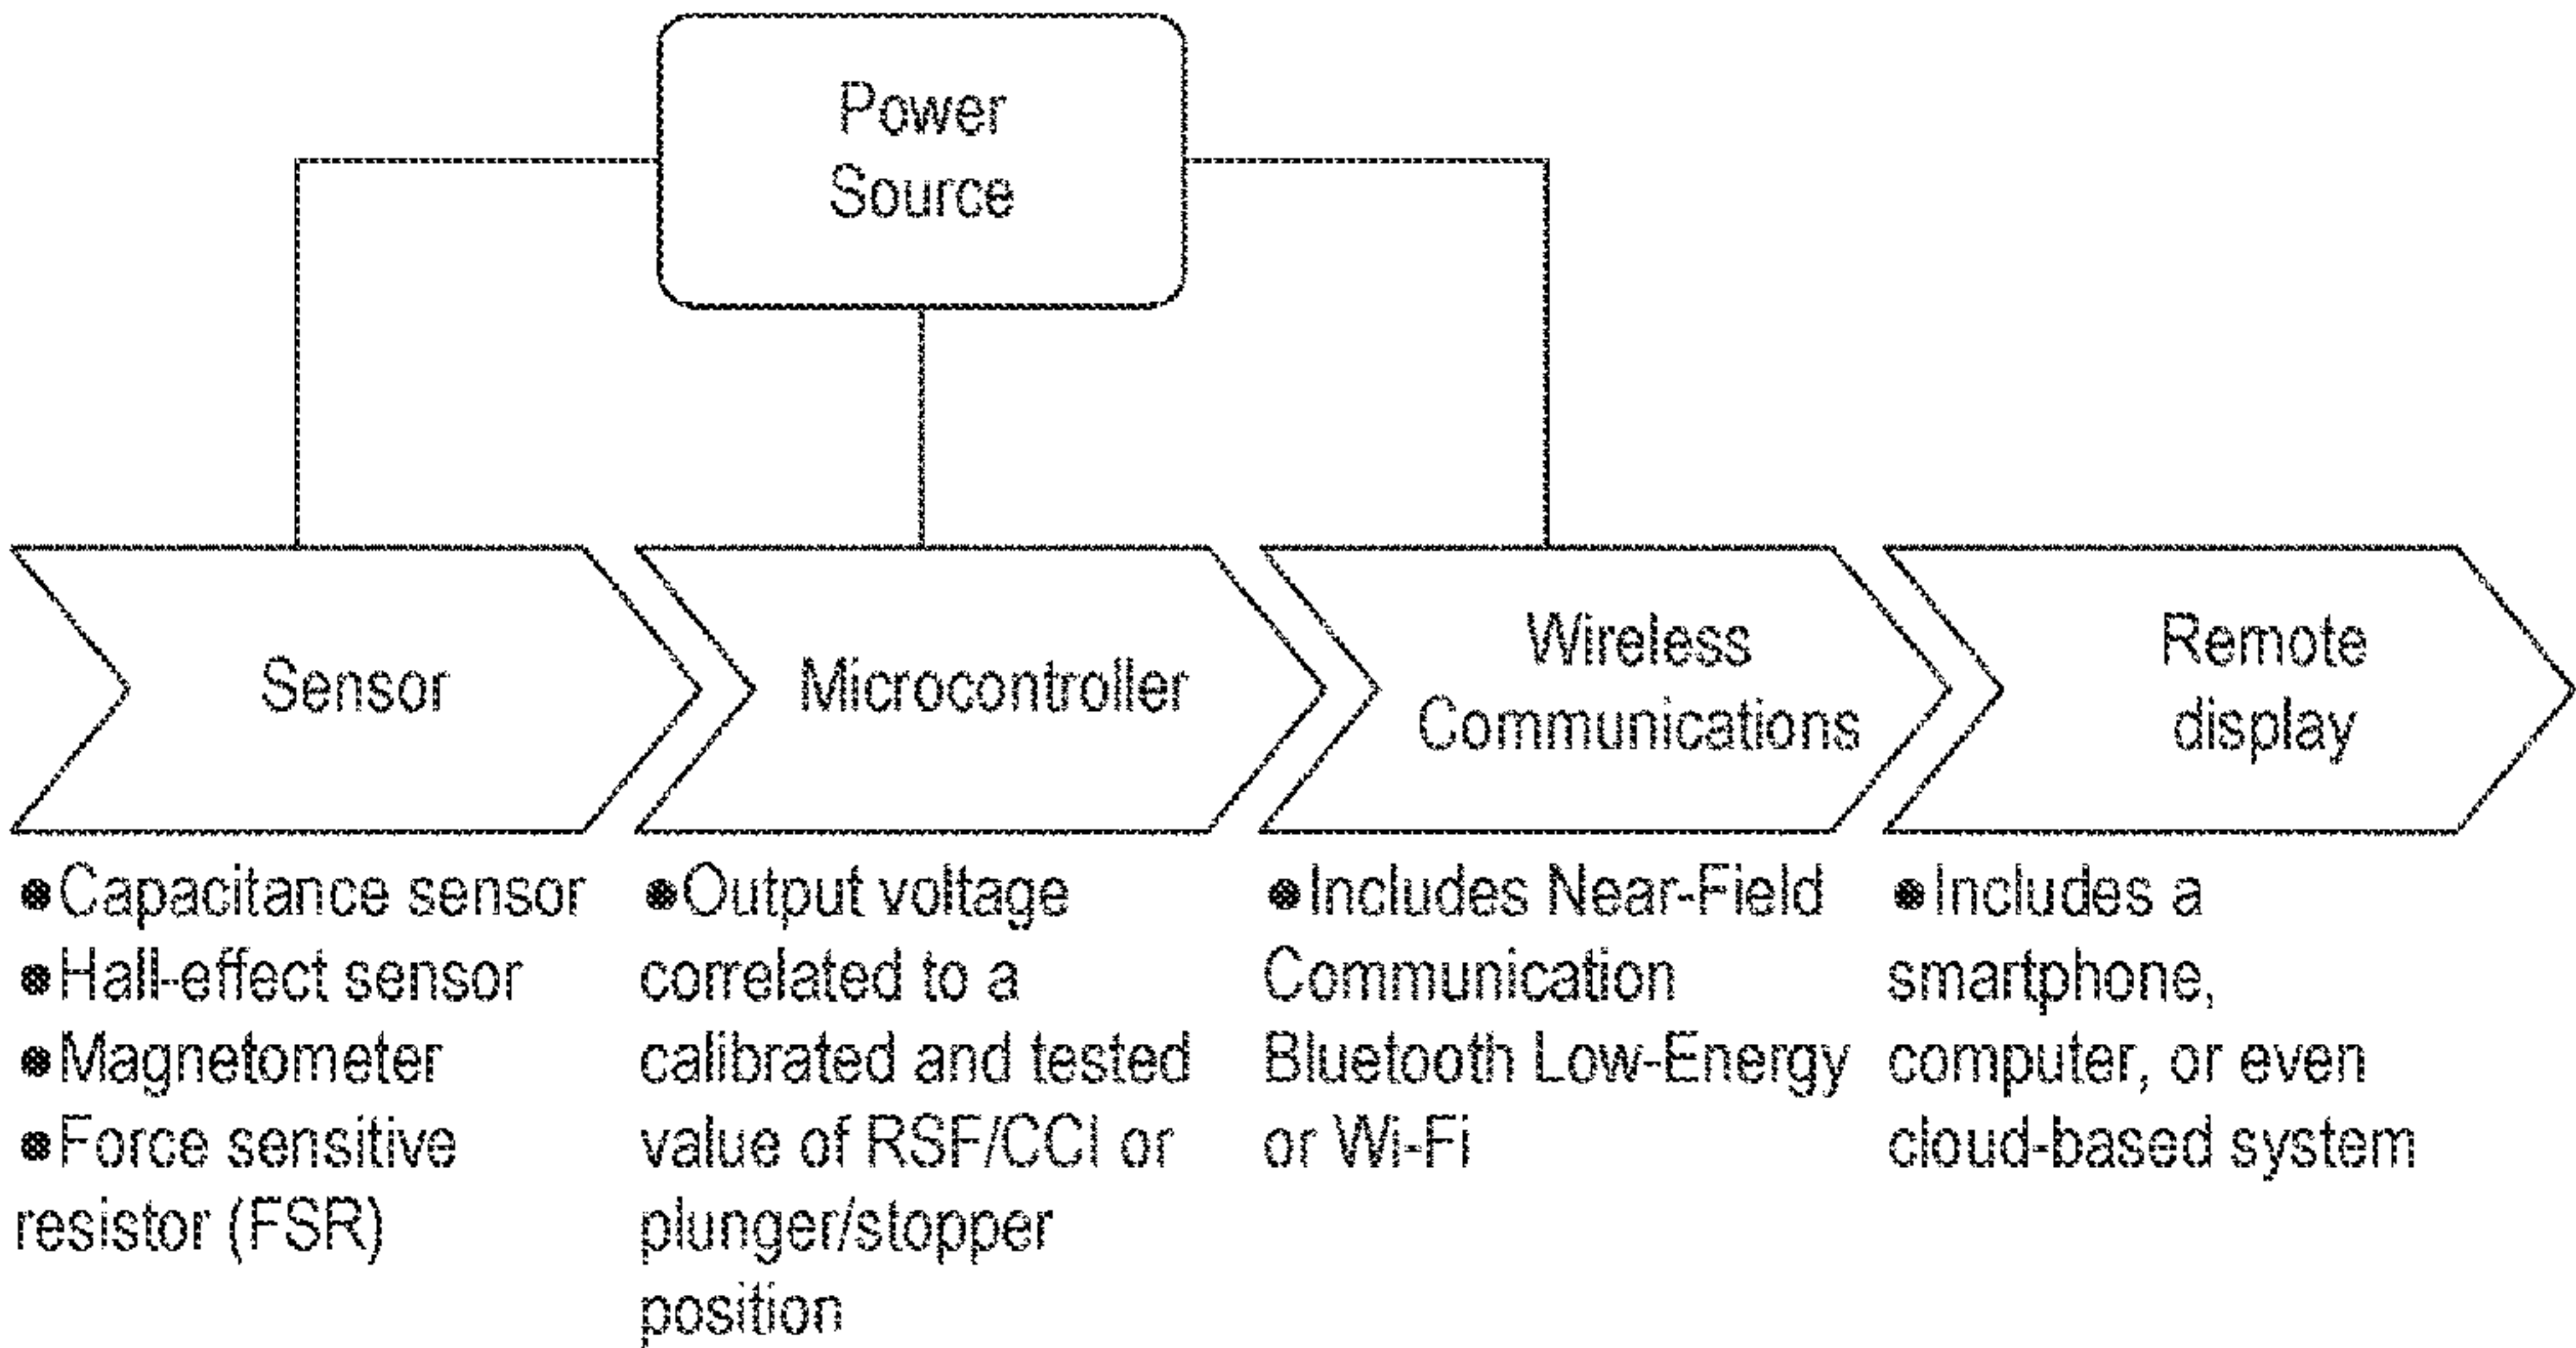 Power
Source
Sensor
Microcontroller
Wireless
Communications
Remote
display
●Capacitance sensor
●Hall-effect sensor
●Magnetometer
●Force sensitive
resistor (FSR)
●Output voltage
correlated to a
calibrated and tested
value of RSF/CCI or
plunger/stopper
position
●Includes Near-Field
Communication
Bluetooth Low-Energy
or Wi-Fi
●Includes a
smartphone,
computer, or even
cloud-based system